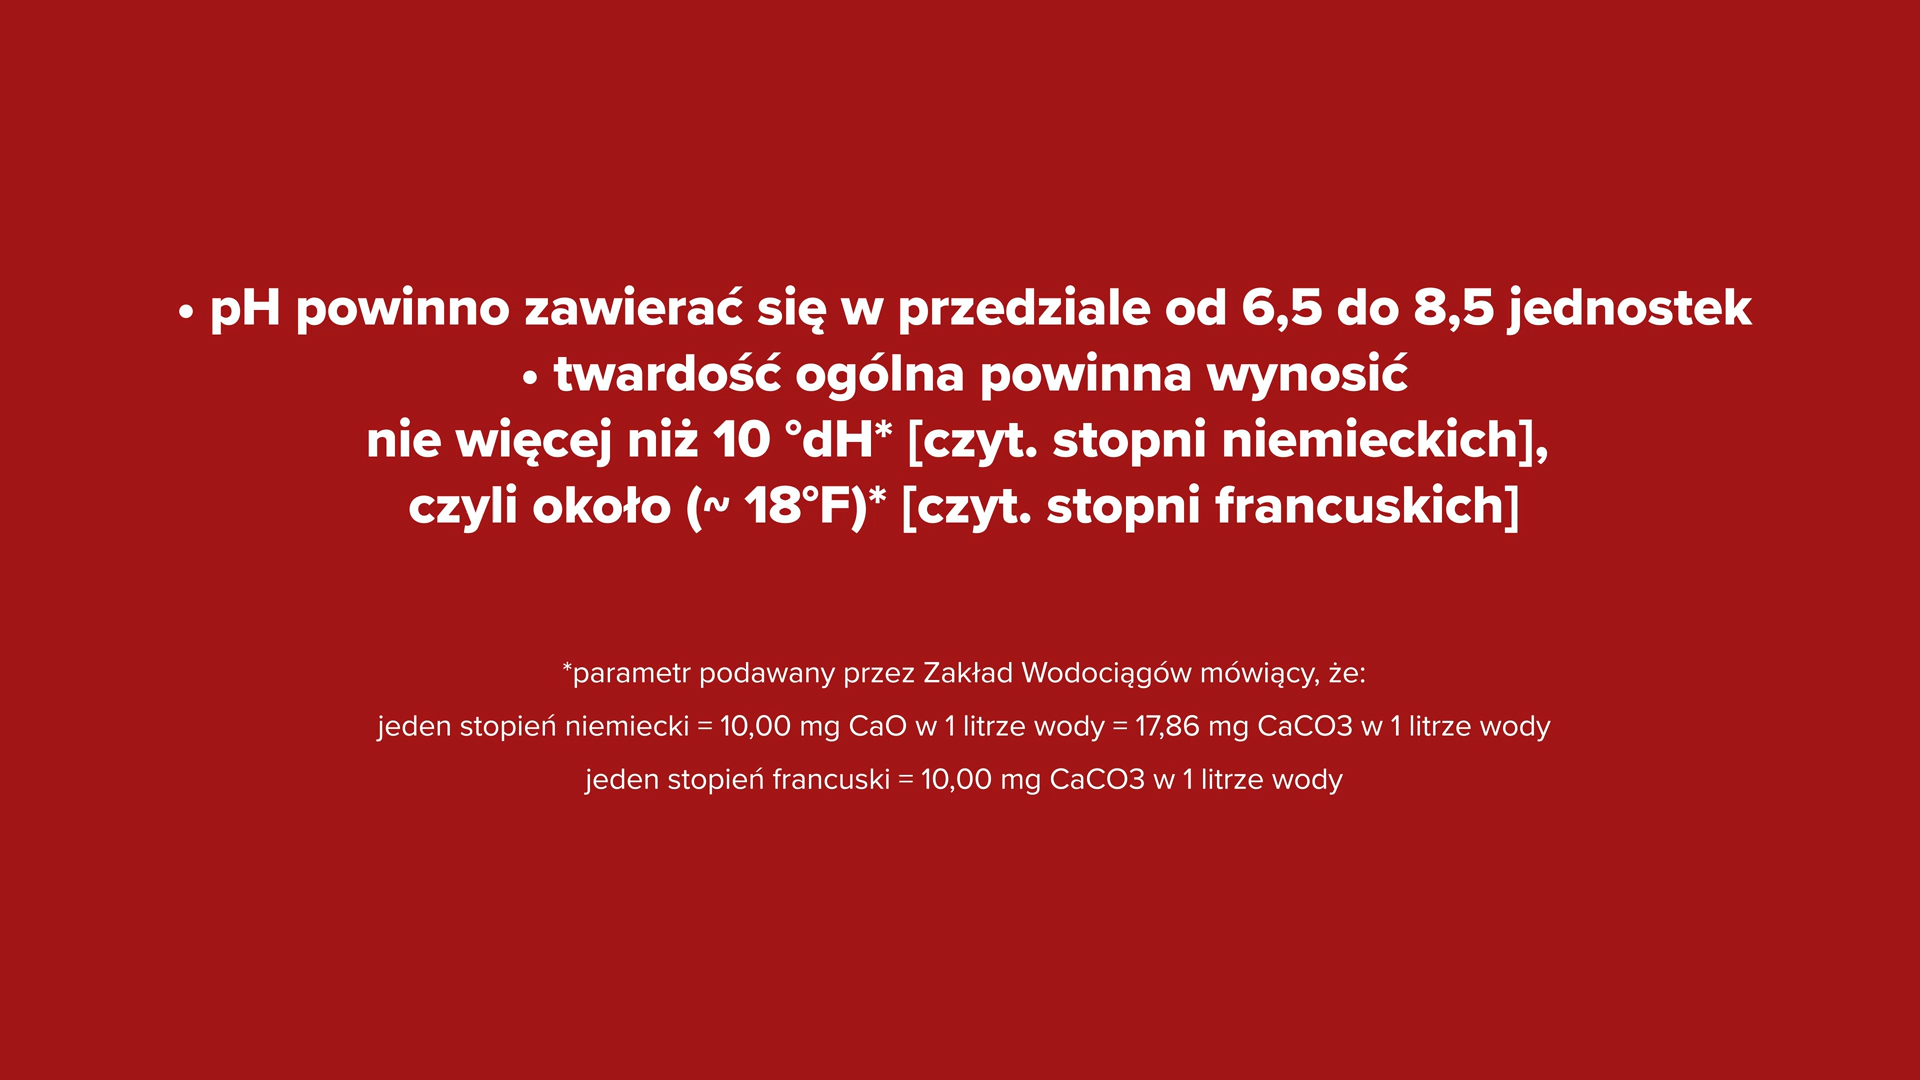 • pH powinno zawierać się w przedziale od 6,5 do 8,5 jednostek
• twardość ogólna powinna wynosić
nie więcej niż 10 °dH* [czyt. stopni niemieckich],
czyli około (~ 18°F)* [czyt. stopni francuskich]
*parametr podawany przez Zakład Wodociągów mówiący, że:
jeden stopień niemiecki = 10,00 mg CaO w 1 litrze wody = 17,86 mg CaCO3 w 1 litrze wody
jeden stopień francuski = 10,00 mg CaCO3 w 1 litrze wody